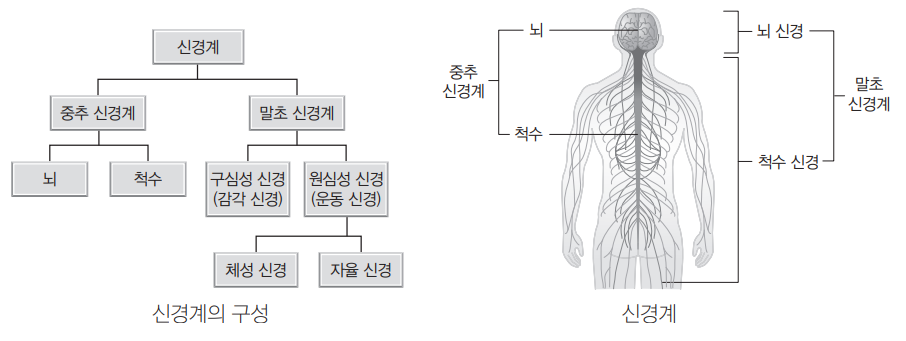 신경계
중추 신경계
말초 신경계
뇌
척수
구심성 신경
(감각 신경)
원심성 신경
(운동 신경)
체성 신경
자율 신경
신경계의 구성
뇌
중추
신경계
척수
뇌 신경
말초
신경계
척수 신경
신경계